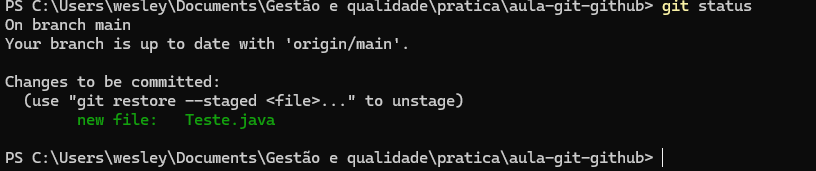 PS C:\Users\wesley\Documents\Gestão e qualidade\pratica\aula-git-github> git status
On branch main
Your branch is up to date with 'origin/main'.
Changes to be committed:
(use "git restore --staged <file>..." to unstage)
new file:   Teste.java
PS C:\Users\wesley\Documents\Gestão e qualidade\pratica\aula-git-github>